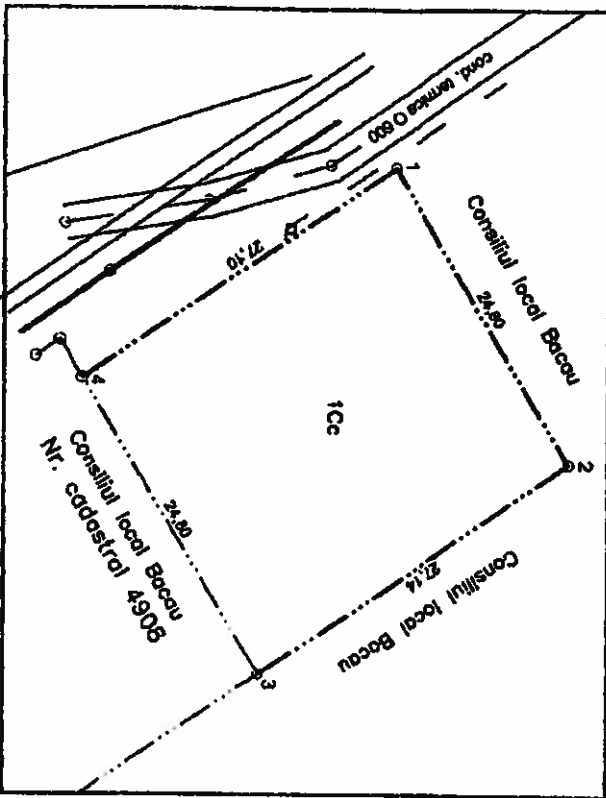 cond. termica O 600
1
Consiliul local Bacau
24,80
2
27,10
1Cc
27,14
Consiliul local Bacau
4
24,80
Consiliul local Bacau
Nr. cadastral 4906
3